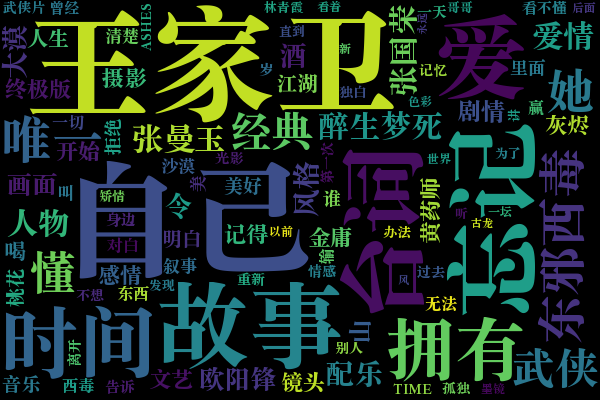 武侠片 曾经
ASHES
林青霞 看着
永远 一天 哥哥
看不懂 后面
大漠
人生
王家卫
清楚
直到
新
张国荣
爱
爱情
终极版
摄影
岁
酒
江湖
独白
记忆
色彩
里面
她
唯一
一切
开始
拒绝
张曼玉
经典
醉生梦死
剧情
讲
赢
灰烬
画面
沙漠
光影
第一次
世界
为了
忘记
东邪西毒
自己
美
美好
风格
谁
台词
黄药师
矫情
身边
对白
令
人物
记得
以前
金庸
办法
一坛
古龙
喝
懂
明白
叙事
输
情感
风
过去
感情
发现
重新
桃花
不想
东西
无法
时间
故事
拥有
武侠
离开
别人
音乐
西毒
告诉
文艺
欧阳锋
镜头
配乐
TIME
孤独
墨镜